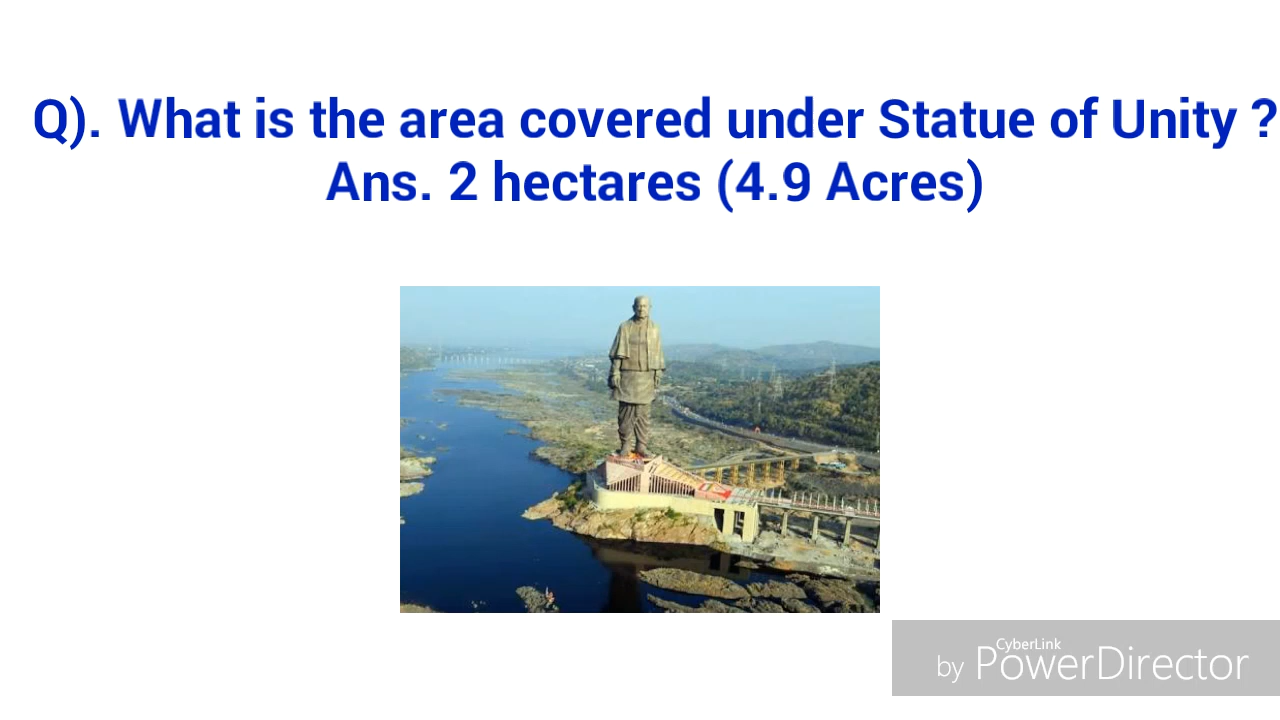 Q). What is the area covered under Statue of Unity ?
Ans. 2 hectares (4.9 Acres)
CyberLink
by PowerDirector